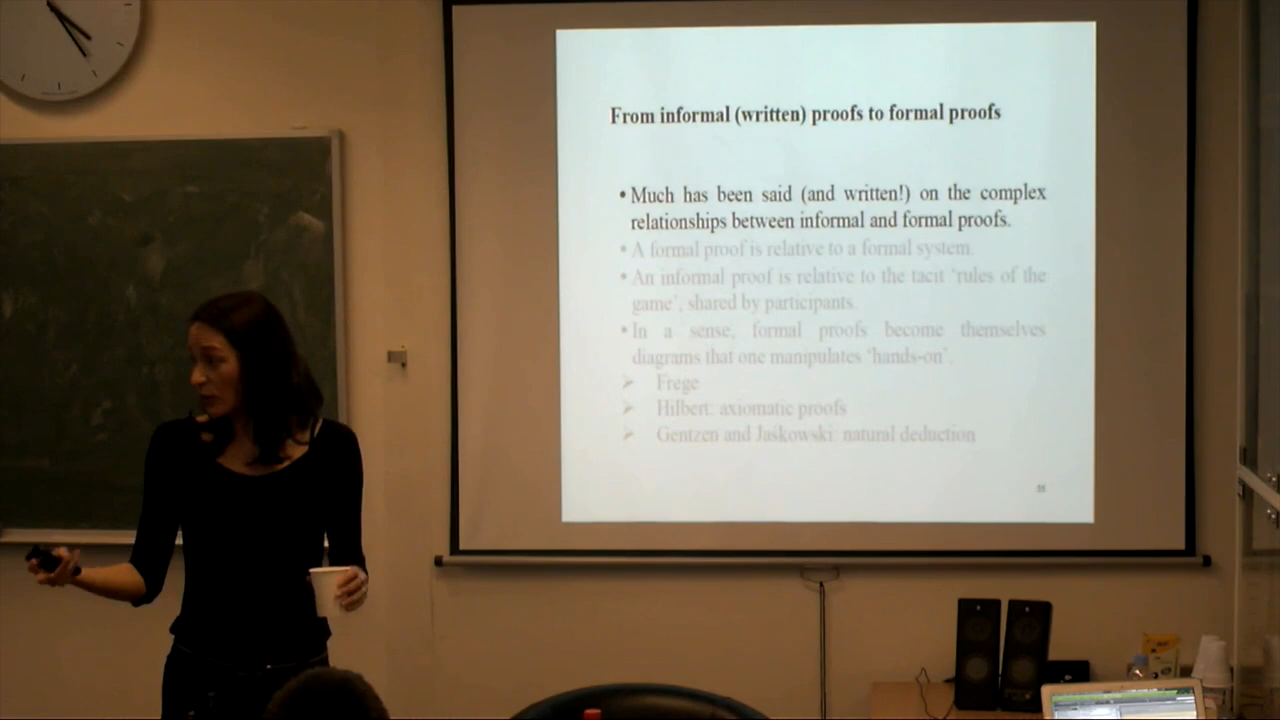 From informal (written) proofs to formal proofs
• Much has been said (and written!) on the complex
relationships between informal and formal proofs.
• A formal proof is relative to a formal system.
• An informal proof is relative to the tacit 'rules of the
game', shared by participants.
• In a sense, formal proofs become themselves
diagrams that one manipulates 'hands-on'.
➢ Frege
➢ Hilbert: axiomatic proofs
➢ Gentzen and Jaśkowski: natural deduction